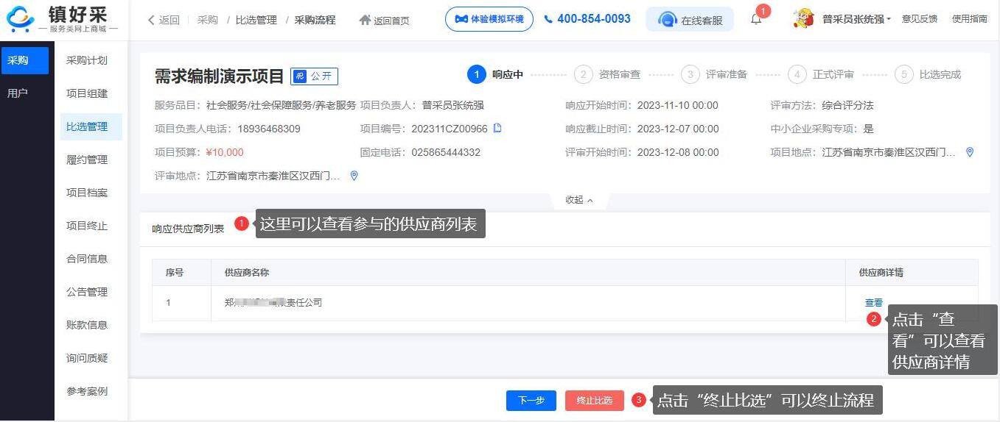 镇好采
服务类网上商城
返回
采购 / 比选管理 / 采购流程
返回首页
体验模拟环境
400-854-0093
在线客服
1
普采员张统强
意见反馈
使用指南
采购
用户
采购计划
项目组建
比选管理
履约管理
项目档案
项目终止
合同信息
公告管理
账款信息
询问质疑
参考案例
需求编制演示项目
公开
1 响应中
2 资格审查
3 评审准备
4 正式评审
5 比选完成
服务品目：社会服务/社会保障服务/养老服务
项目负责人：普采员张统强
响应开始时间：2023-11-10 00:00
评审方法：综合评分法
项目负责人电话：18936468309
项目编号：202311CZ00966
响应截止时间：2023-12-07 00:00
中小企业采购专项：是
项目预算：¥10,000
固定电话：025865444332
评审开始时间：2023-12-08 00:00
项目地点：江苏省南京市秦淮区汉西门...
评审地点：江苏省南京市秦淮区汉西门...
收起
响应供应商列表
1 这里可以查看参与的供应商列表
序号 供应商名称 供应商详情
1 郑州 责任公司 查看
2 点击“查
看”可以查看
供应商详情
下一步
终止比选
3 点击“终止比选”可以终止流程